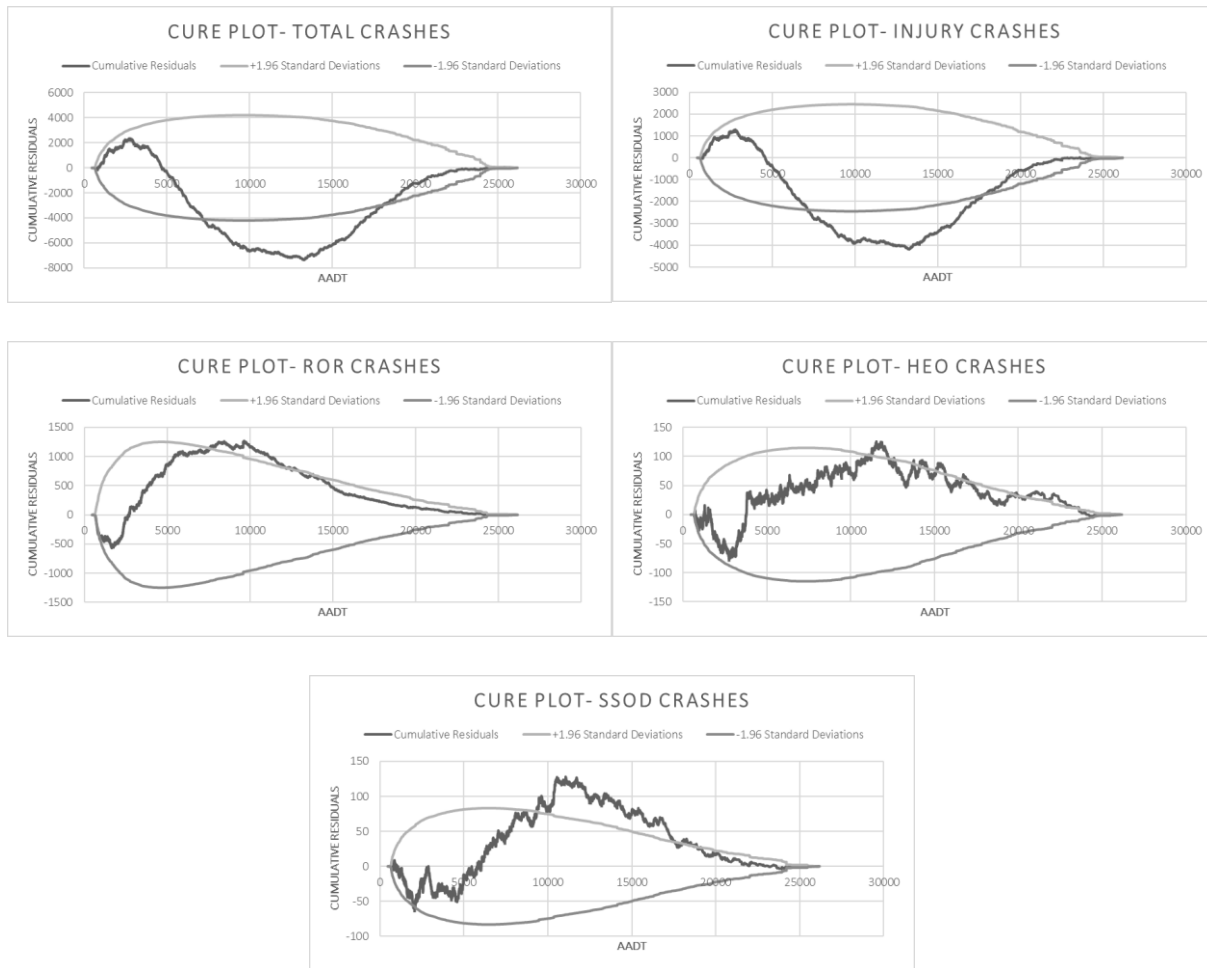 CURE PLOT- TOTAL CRASHES
Cumulative Residuals +1.96 Standard Deviations -1.96 Standard Deviations
CUMULATIVE RESIDUALS
6000
4000
2000
0
-2000
-4000
-6000
-8000
0 5000 10000 15000 20000 25000 30000
AADT
CURE PLOT- INJURY CRASHES
Cumulative Residuals +1.96 Standard Deviations -1.96 Standard Deviations
CUMULATIVE RESIDUALS
3000
2000
1000
0
-1000
-2000
-3000
-4000
-5000
0 5000 10000 15000 20000 25000 30000
AADT
CURE PLOT- ROR CRASHES
Cumulative Residuals +1.96 Standard Deviations -1.96 Standard Deviations
CUMULATIVE RESIDUALS
1500
1000
500
0
-500
-1000
-1500
0 5000 10000 15000 20000 25000 30000
AADT
CURE PLOT- HEO CRASHES
Cumulative Residuals +1.96 Standard Deviations -1.96 Standard Deviations
CUMULATIVE RESIDUALS
150
100
50
0
-50
-100
-150
0 5000 10000 15000 20000 25000 30000
AADT
CURE PLOT- SSOD CRASHES
Cumulative Residuals +1.96 Standard Deviations -1.96 Standard Deviations
CUMULATIVE RESIDUALS
150
100
50
0
-50
-100
0 5000 10000 15000 20000 25000 30000
AADT